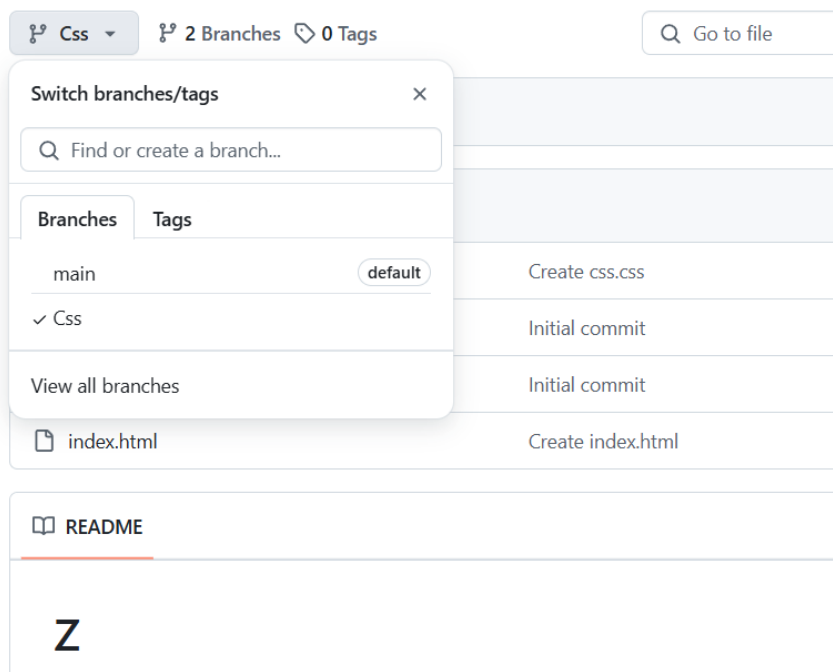 Css 2 Branches 0 Tags Go to file
Switch branches/tags
Find or create a branch...
Branches Tags
main default
Create css.css
Css
Initial commit
View all branches
Initial commit
index.html Create index.html
README
Z